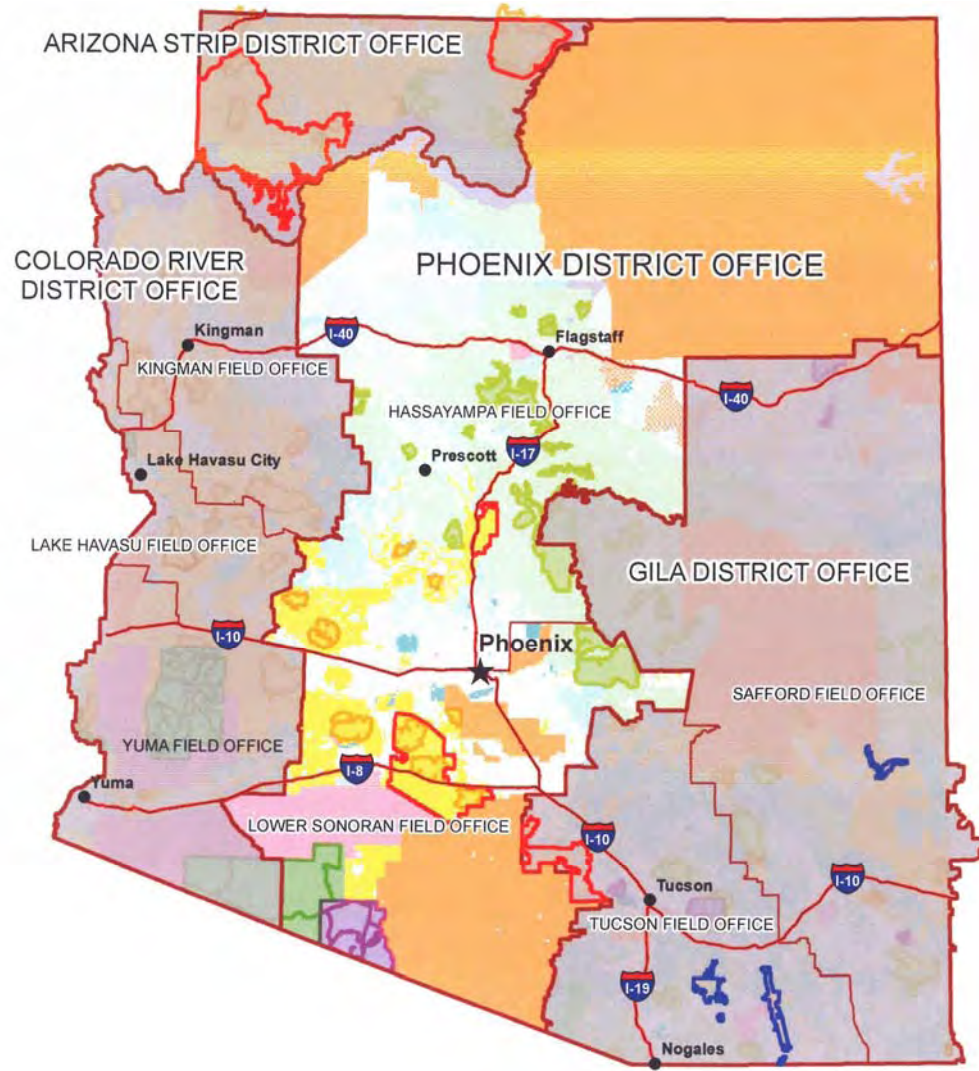 ARIZONA STRIP DISTRICT OFFICE
COLORADO RIVER
DISTRICT OFFICE
PHOENIX DISTRICT OFFICE
Kingman
I-40
Flagstaff
KINGMAN FIELD OFFICE
I-40
HASSAYAMPA FIELD OFFICE
I-17
Prescott
Lake Havasu City
LAKE HAVASU FIELD OFFICE
GILA DISTRICT OFFICE
I-10
Phoenix
SAFFORD FIELD OFFICE
YUMA FIELD OFFICE
I-8
Yuma
LOWER SONORAN FIELD OFFICE
I-10
I-10
Tucson
TUCSON FIELD OFFICE
I-19
Nogales